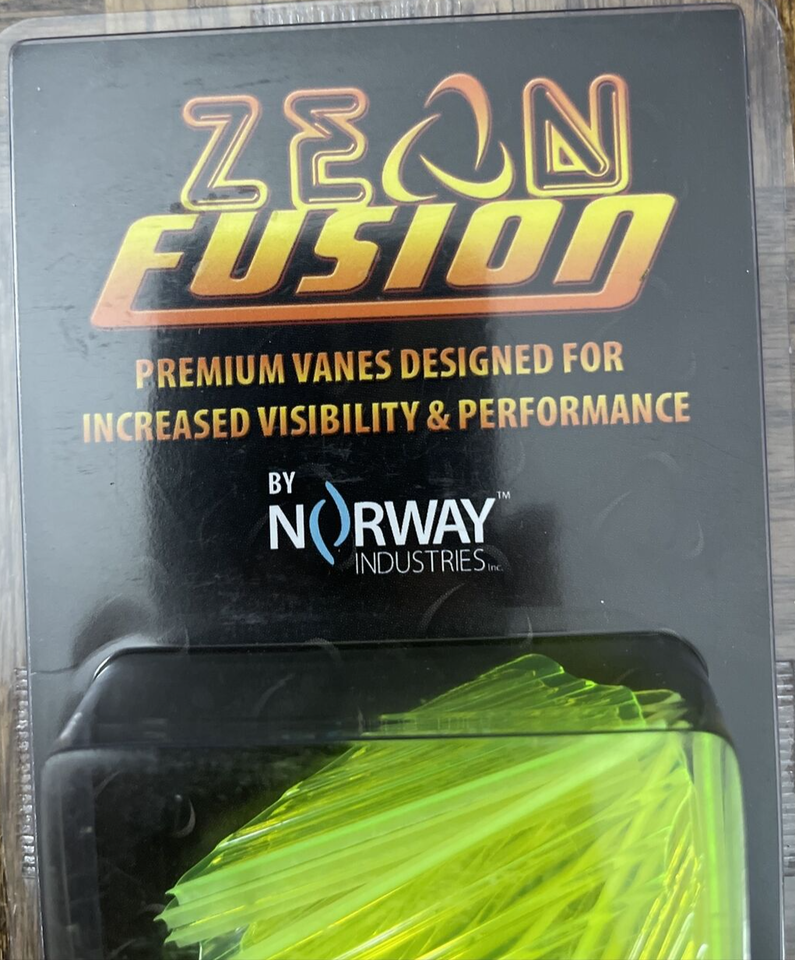 ZEON
FUSION
PREMIUM VANES DESIGNED FOR
INCREASED VISIBILITY & PERFORMANCE
BY
NORWAY™
INDUSTRIES Inc.